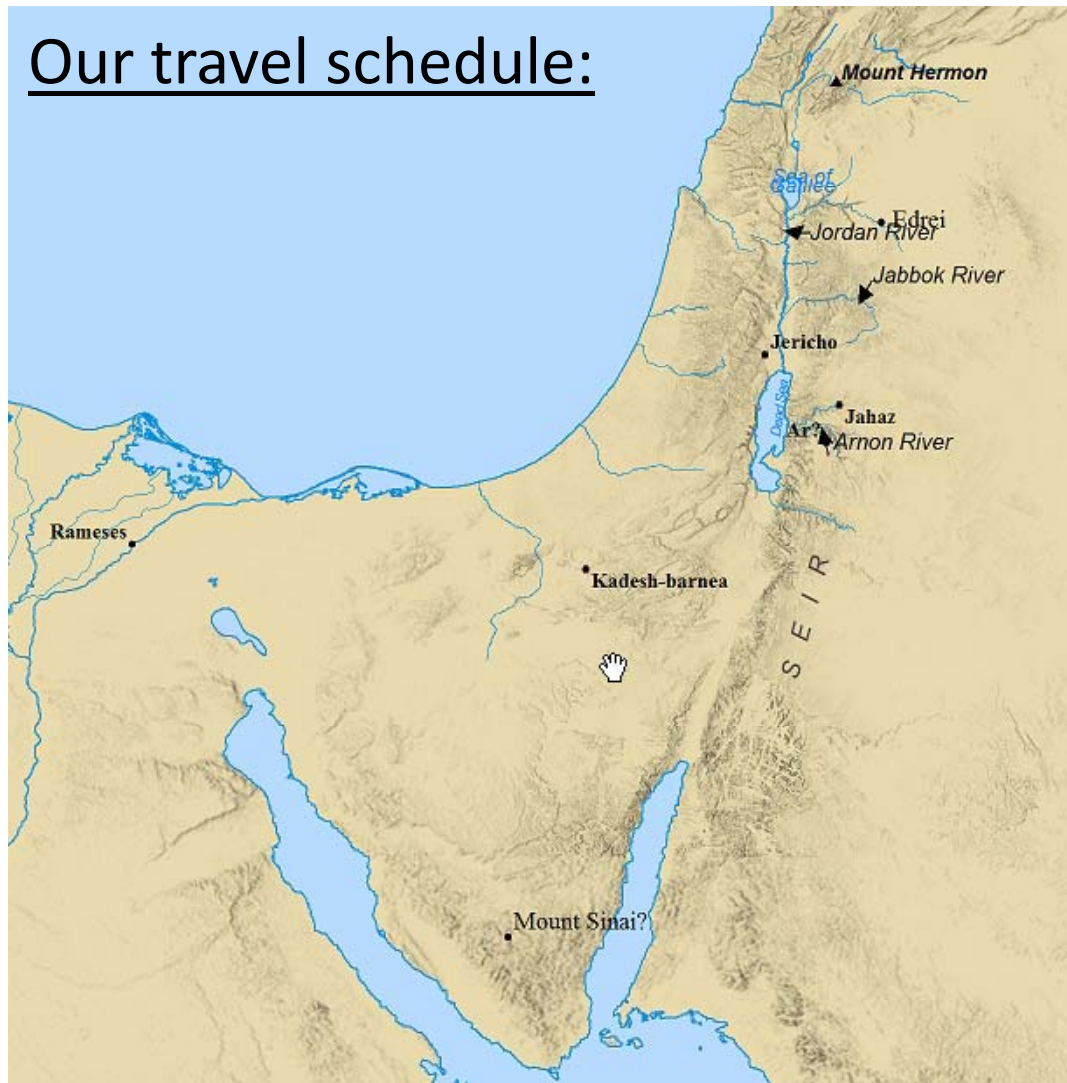 Our travel schedule:
Mount Hermon
Sea of
Galilee
Edrei
Jordan River
Jabbok River
Jericho
Dead Sea
Jahaz
Ar?
Arnon River
Rameses
Kadesh-barnea
SEIR
Mount Sinai?